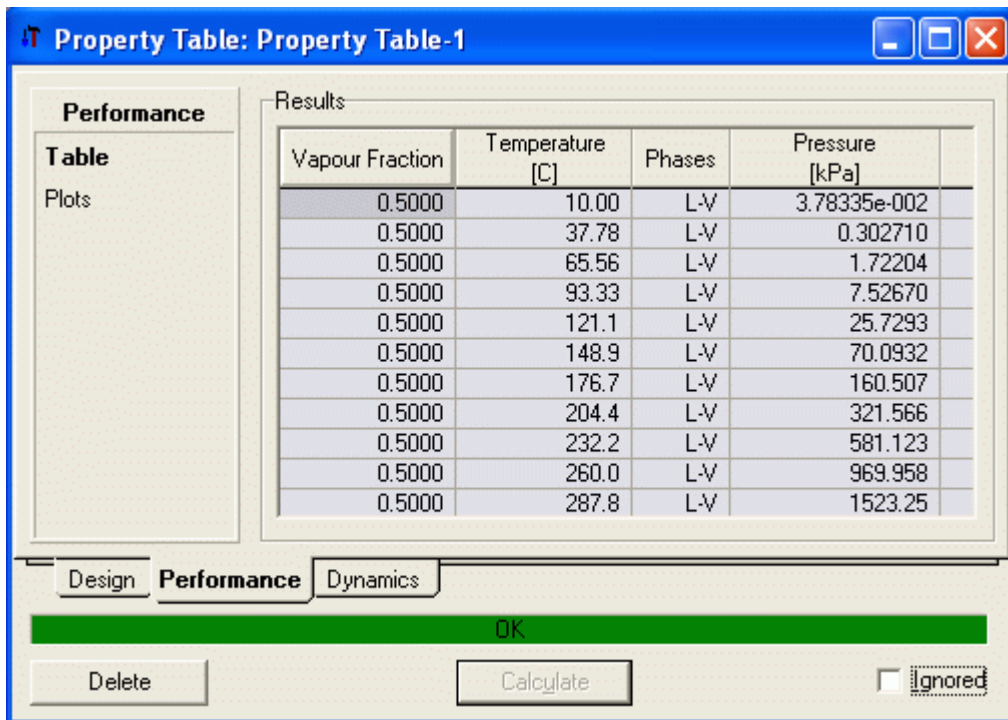 Property Table: Property Table-1
Performance
Table
Plots
Results
Vapour Fraction Temperature [C] Phases Pressure [kPa]
0.5000 10.00 L-V 3.78335e-002
0.5000 37.78 L-V 0.302710
0.5000 65.56 L-V 1.72204
0.5000 93.33 L-V 7.52670
0.5000 121.1 L-V 25.7293
0.5000 148.9 L-V 70.0932
0.5000 176.7 L-V 160.507
0.5000 204.4 L-V 321.566
0.5000 232.2 L-V 581.123
0.5000 260.0 L-V 969.958
0.5000 287.8 L-V 1523.25
Design Performance Dynamics
OK
Delete Calculate Ignored